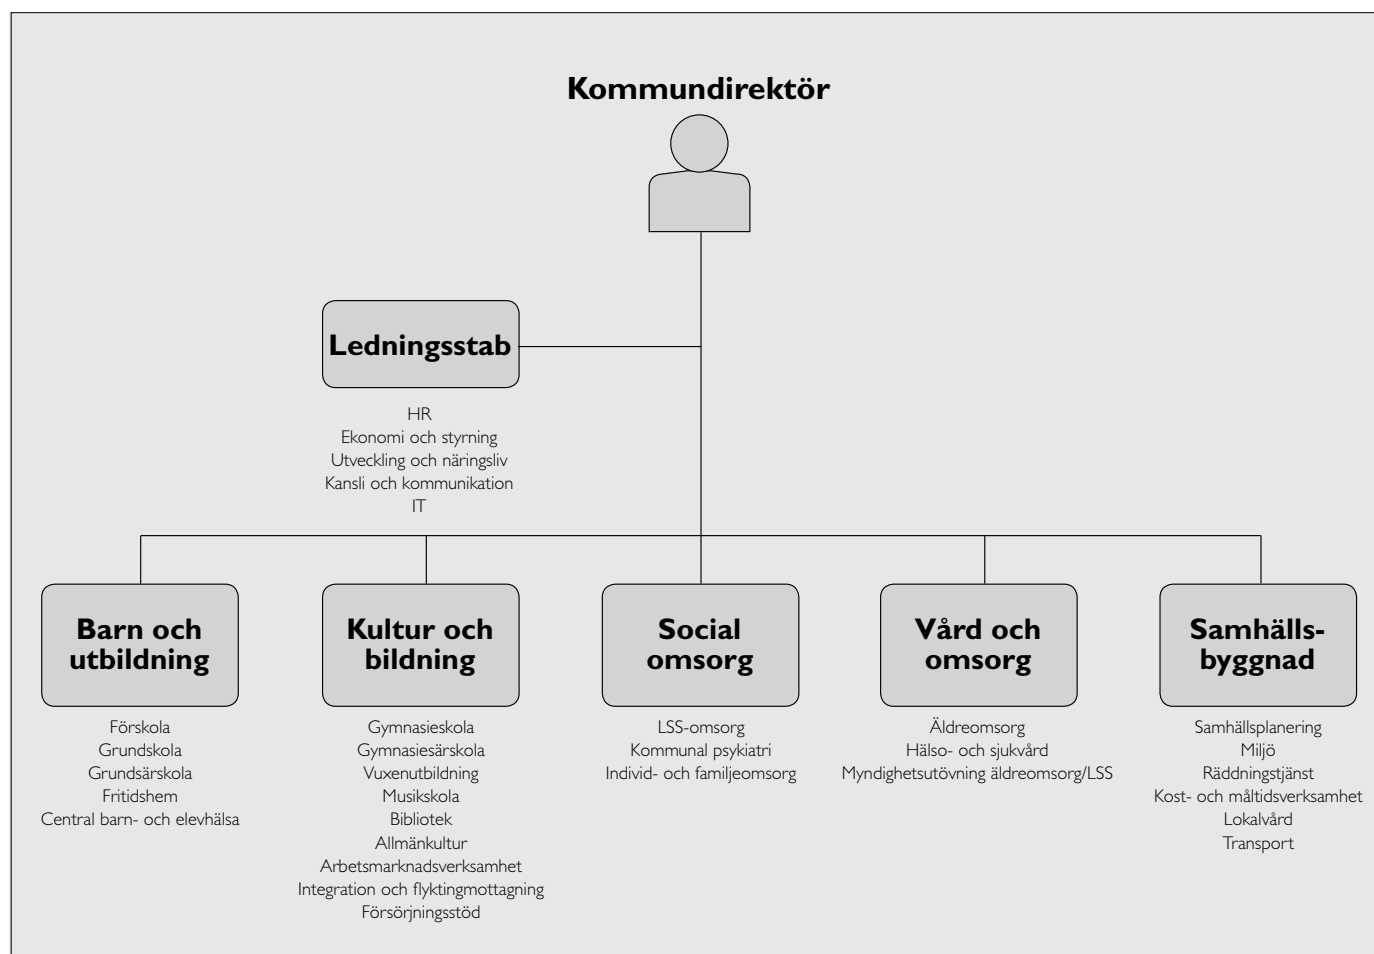 Kommundirektör
Ledningsstab
HR
Ekonomi och styrning
Utveckling och näringsliv
Kansli och kommunikation
IT
Barn och
utbildning
Förskola
Grundskola
Grundsärskola
Fritidshem
Central barn- och elevhälsa
Kultur och
bildning
Gymnasieskola
Gymnasiesärskola
Vuxenutbildning
Musikskola
Bibliotek
Allmänkultur
Arbetsmarknadsverksamhet
Integration och flyktingmottagning
Försörjningsstöd
Social
omsorg
LSS-omsorg
Kommunal psykiatri
Individ- och familjeomsorg
Vård och
omsorg
Äldreomsorg
Hälso- och sjukvård
Myndighetsutövning äldreomsorg/LSS
Samhälls-
byggnad
Samhällsplanering
Miljö
Räddningstjänst
Kost- och måltidsverksamhet
Lokalvård
Transport